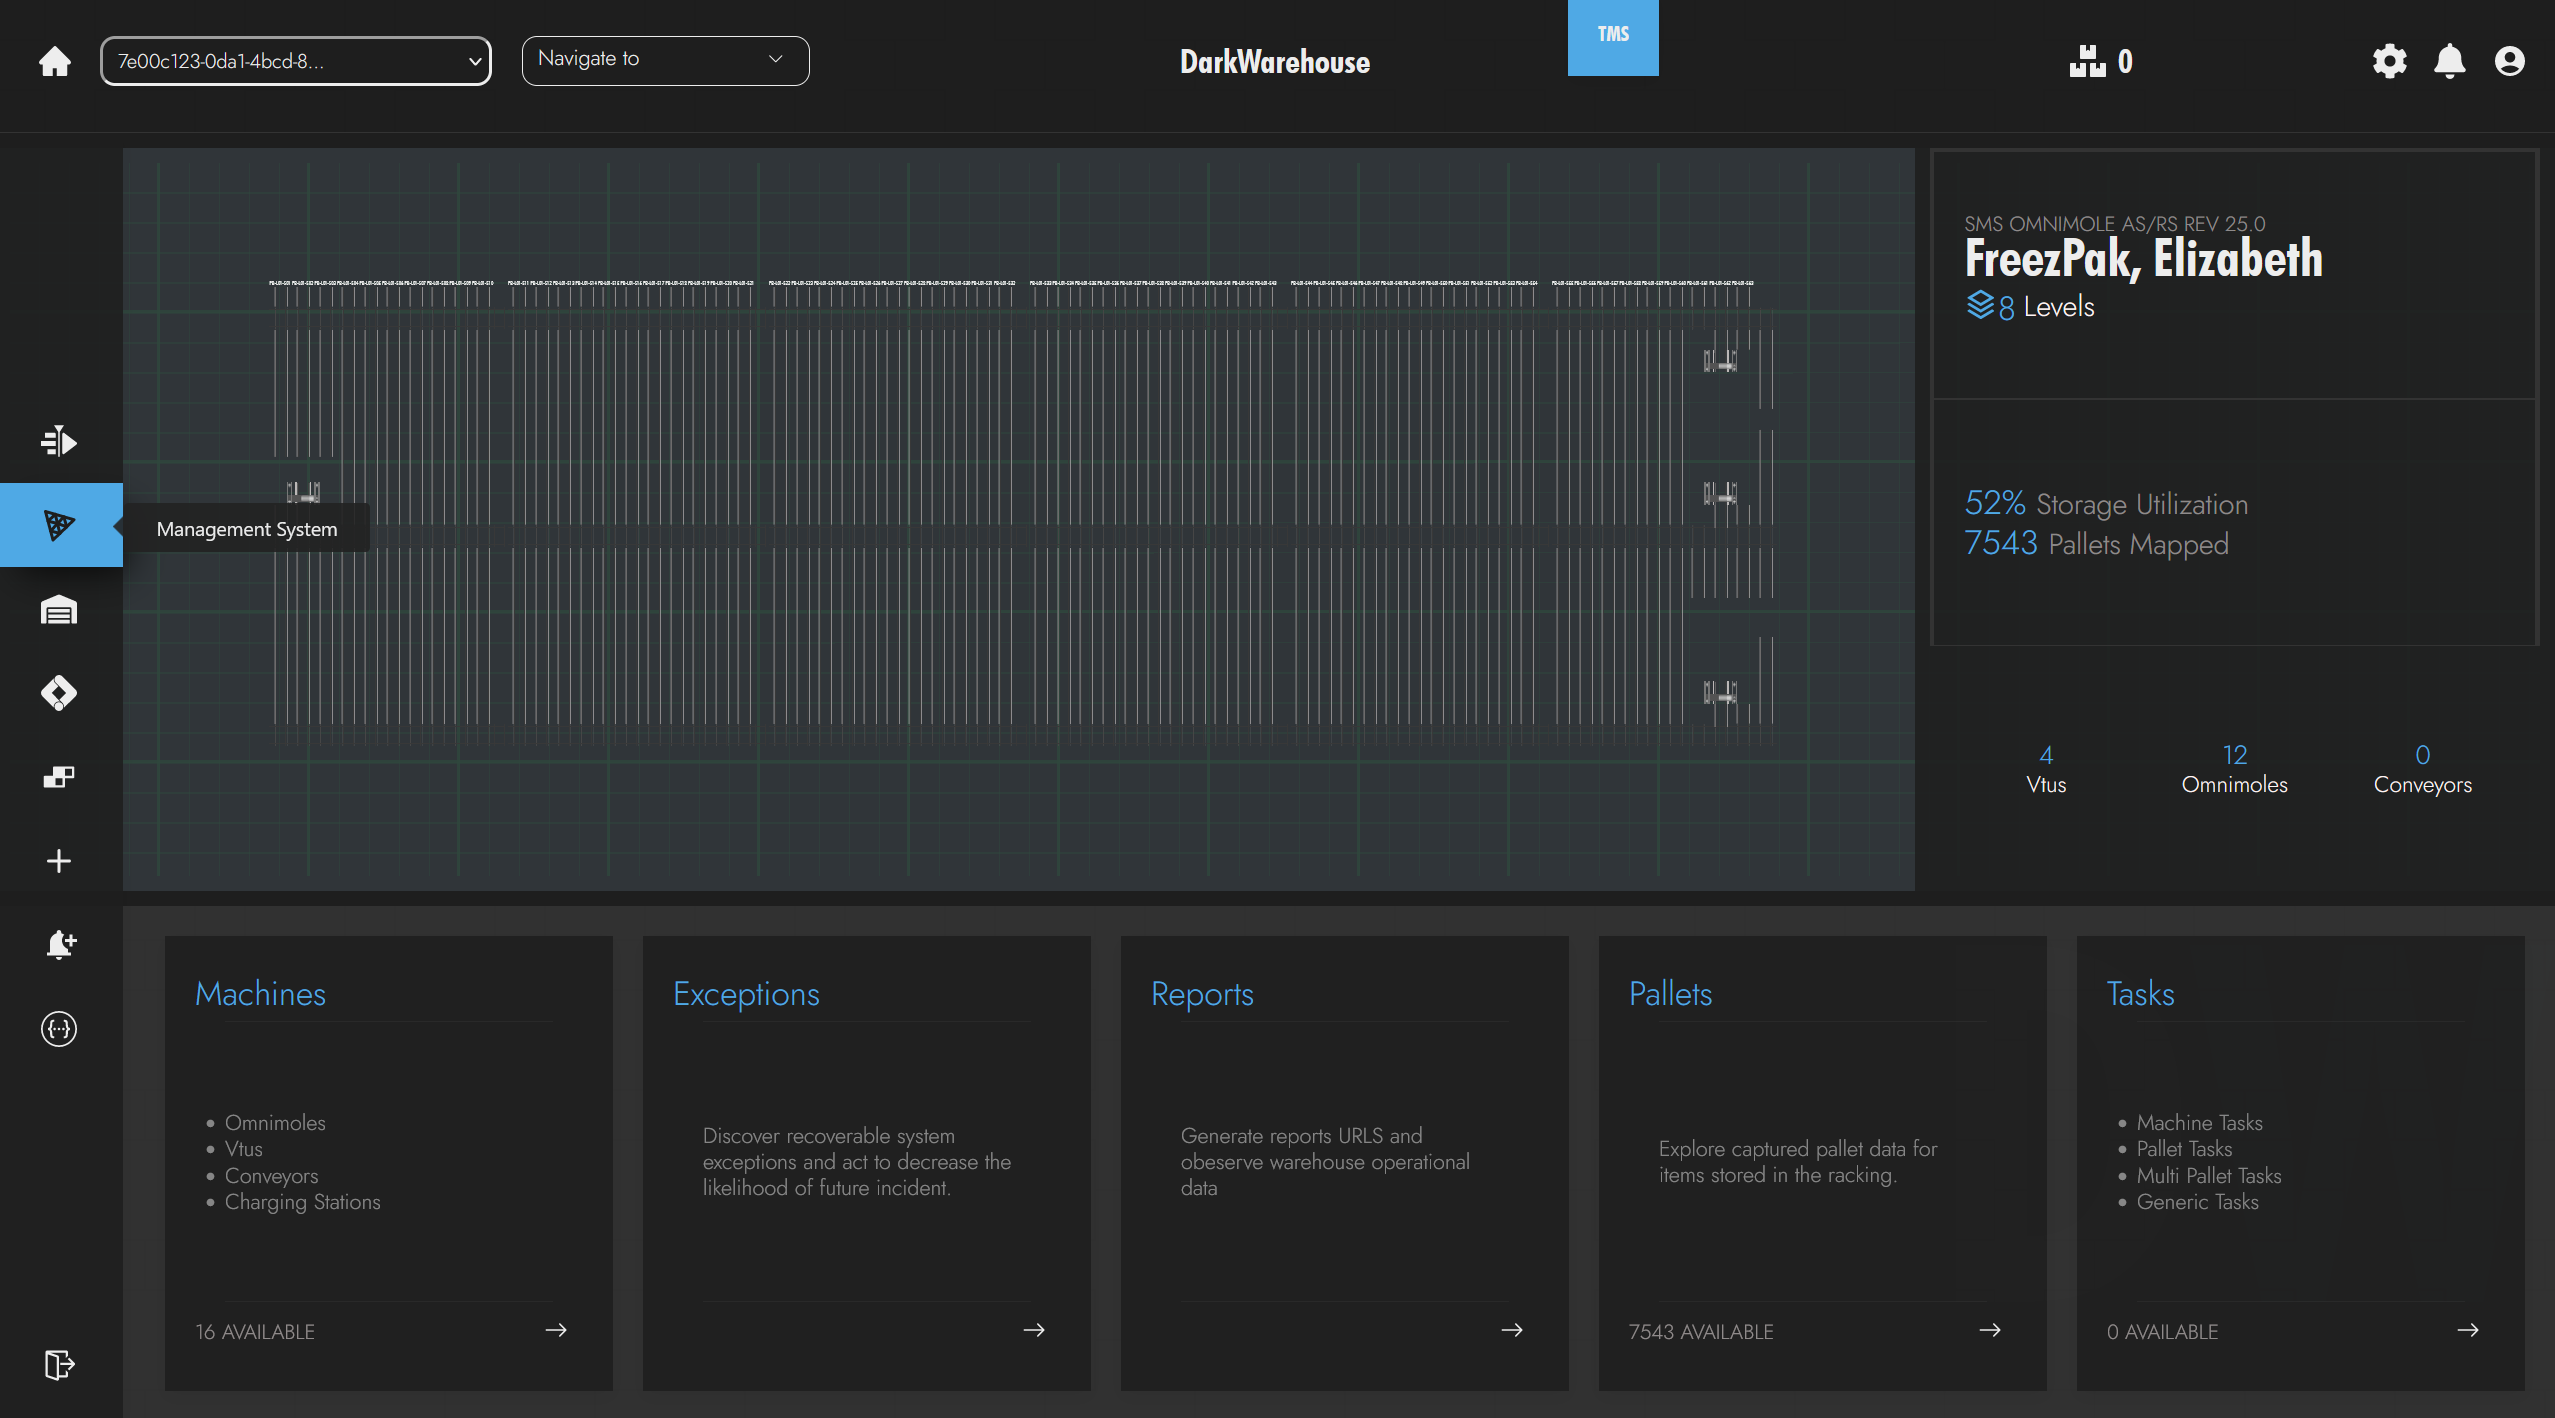 7e00c123-0da1-4bcd-8...
Navigate to
DarkWarehouse
TMS
0
SMS OMNIMOLE AS/RS REV 25.0
FreezPak, Elizabeth
8 Levels
Management System
52% Storage Utilization
7543 Pallets Mapped
4
Vtus
12
Omnimoles
0
Conveyors
Machines
Omnimoles
Vtus
Conveyors
Charging Stations
16 AVAILABLE
Exceptions
Discover recoverable system
exceptions and act to decrease the
likelihood of future incident.
Reports
Generate reports URLS and
obeserve warehouse operational
data
Pallets
Explore captured pallet data for
items stored in the racking.
7543 AVAILABLE
Tasks
Machine Tasks
Pallet Tasks
Multi Pallet Tasks
Generic Tasks
0 AVAILABLE